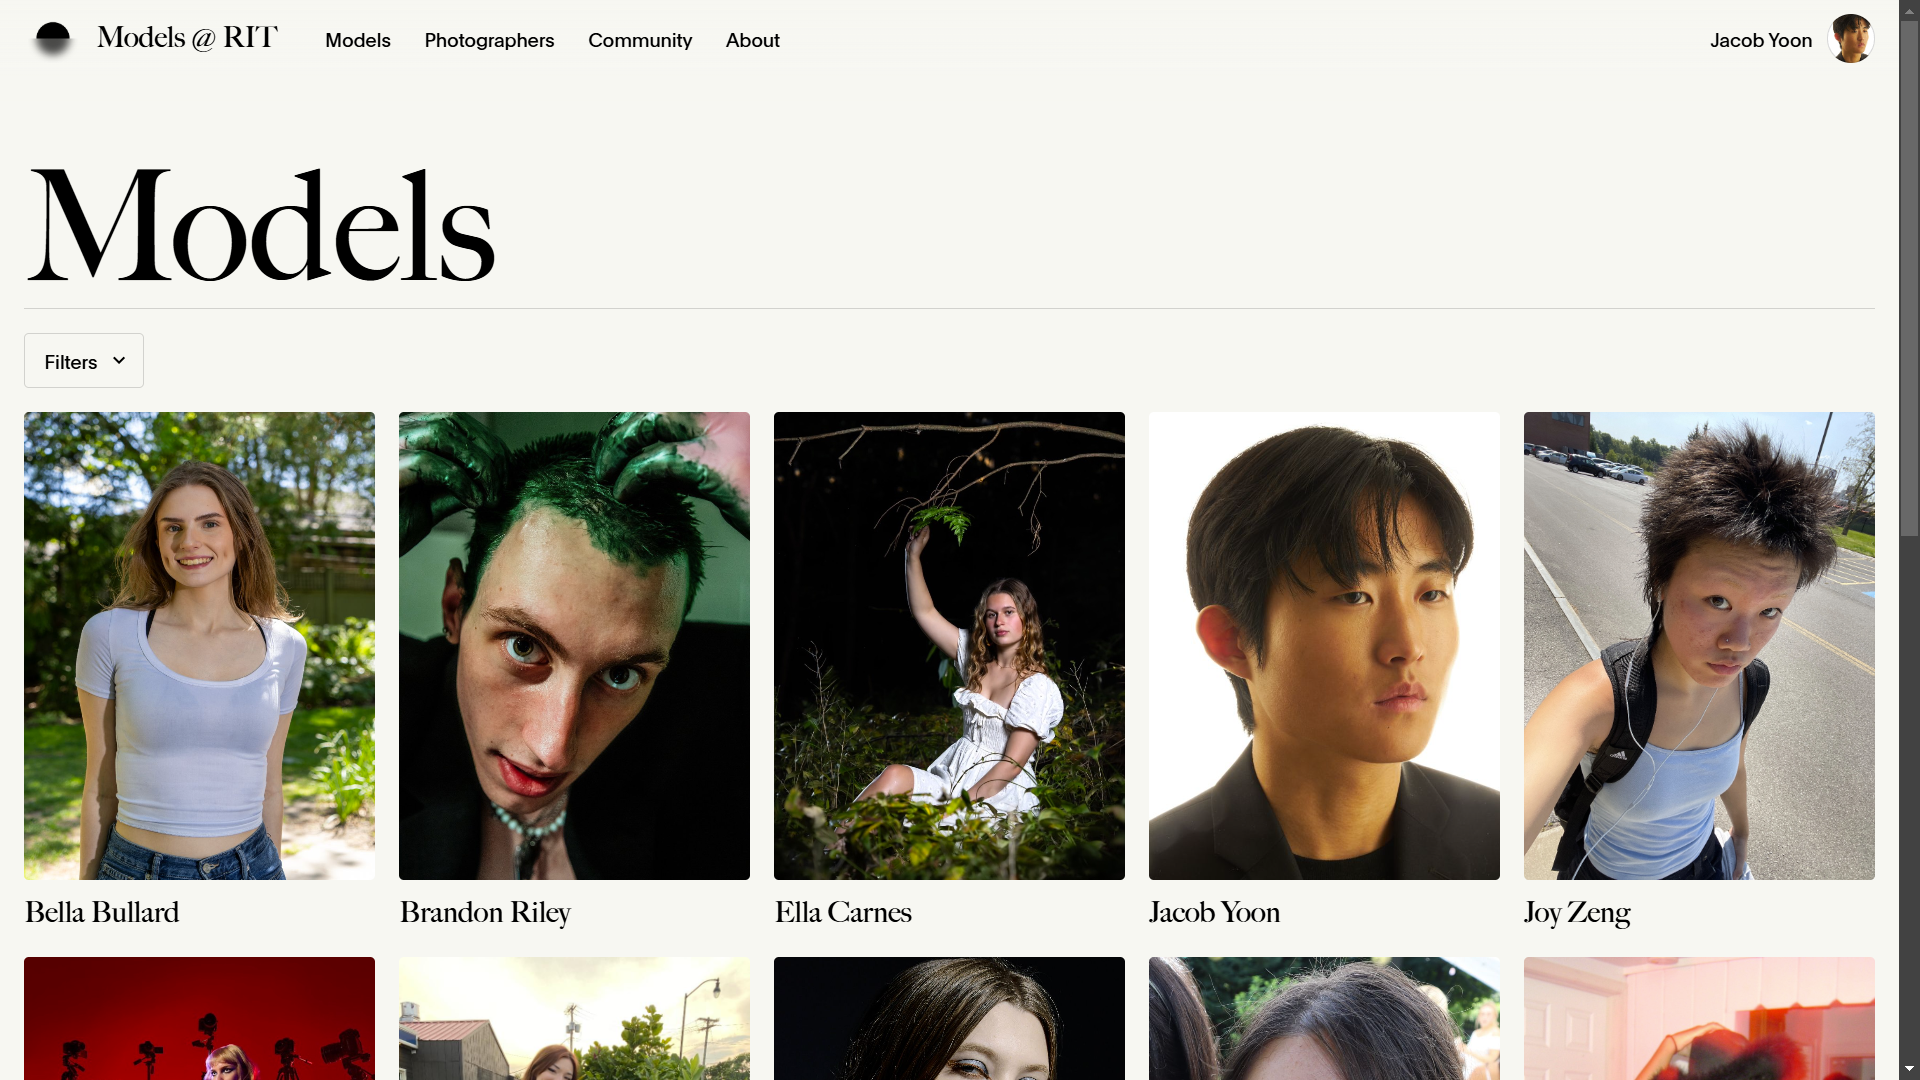 Models @ RIT
Models
Photographers
Community
About
Jacob Yoon
Models
Filters
Bella Bullard
Brandon Riley
Ella Carnes
Jacob Yoon
Joy Zeng